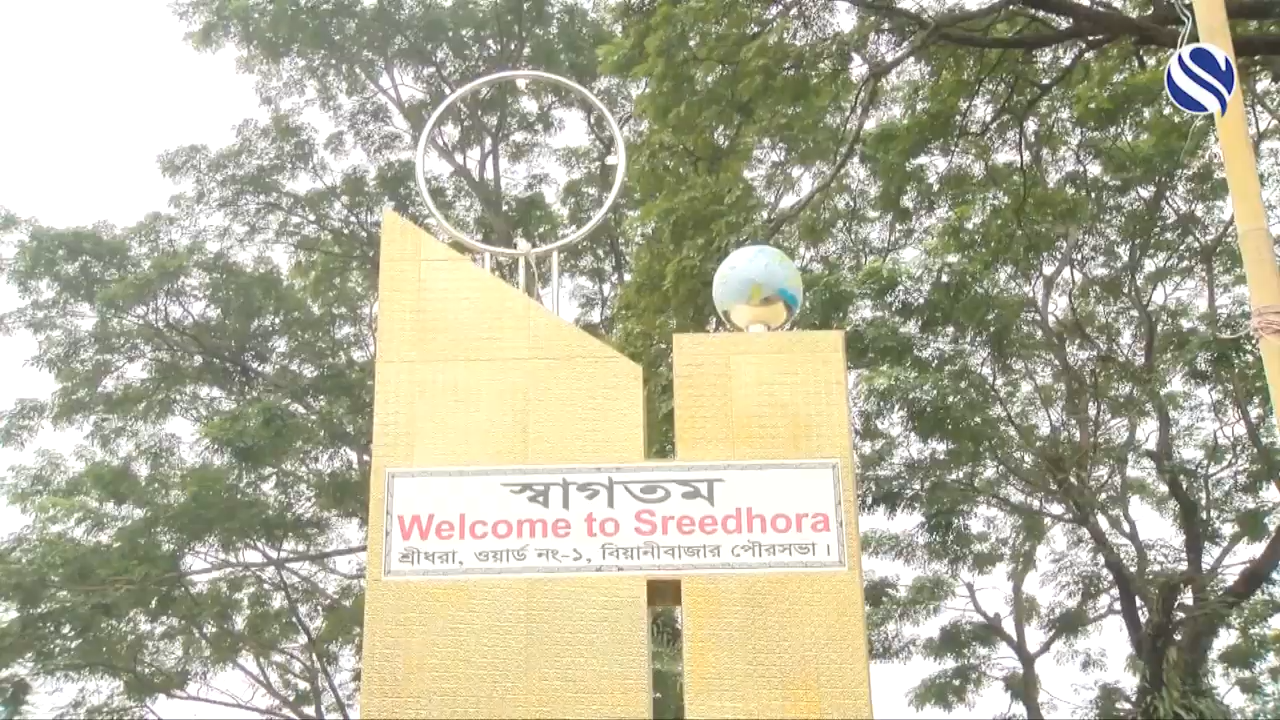 স্বাগতম
Welcome to Sreedhora
শ্রীধরা, ওয়ার্ড নং-১, বিয়ানীবাজার পৌরসভা।